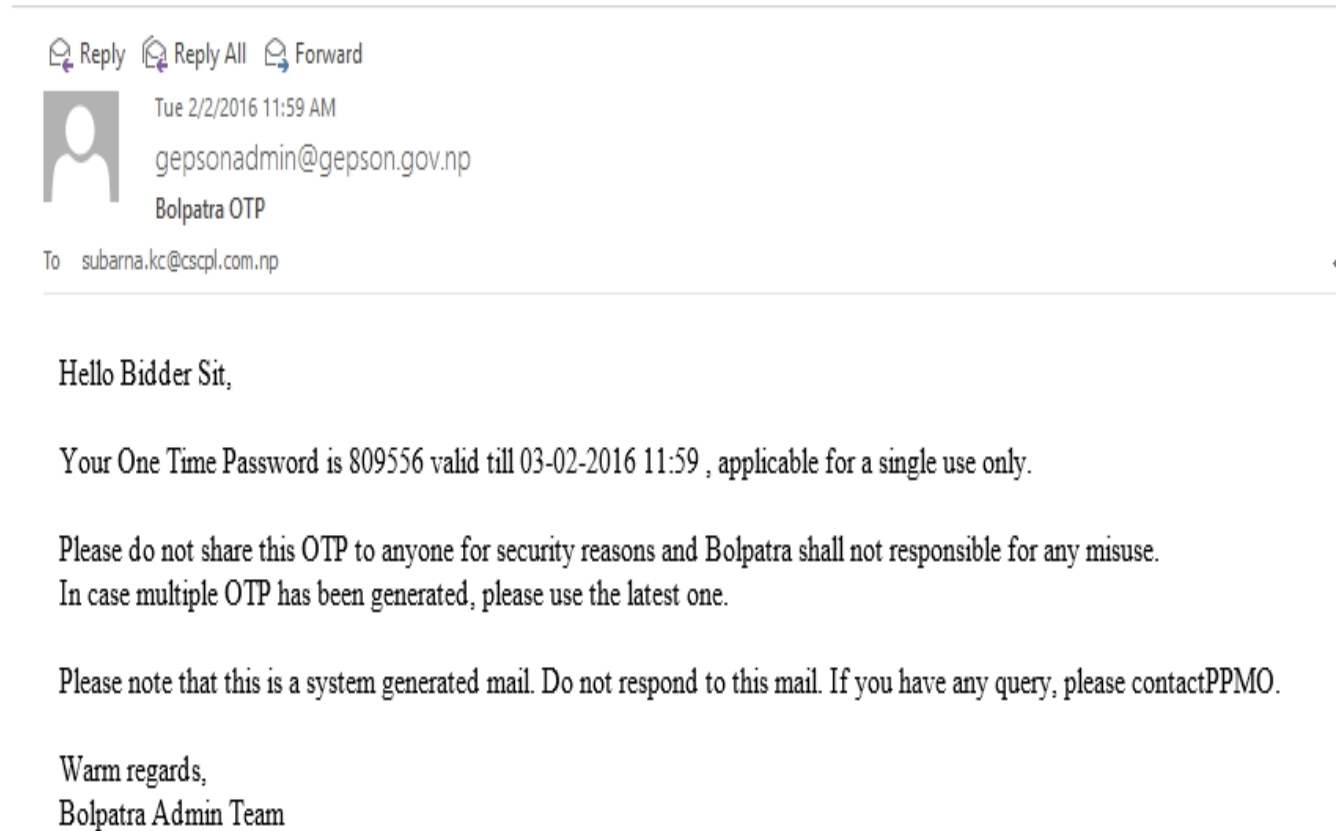 Reply Reply All Forward
Tue 2/2/2016 11:59 AM
gepsonadmin@gepson.gov.np
Bolpatra OTP
To subarna.kc@cscpl.com.np
Hello Bidder Sit,
Your One Time Password is 809556 valid till 03-02-2016 11:59 , applicable for a single use only.
Please do not share this OTP to anyone for security reasons and Bolpatra shall not responsible for any misuse.
In case multiple OTP has been generated, please use the latest one.
Please note that this is a system generated mail. Do not respond to this mail. If you have any query, please contactPPMO.
Warm regards,
Bolpatra Admin Team